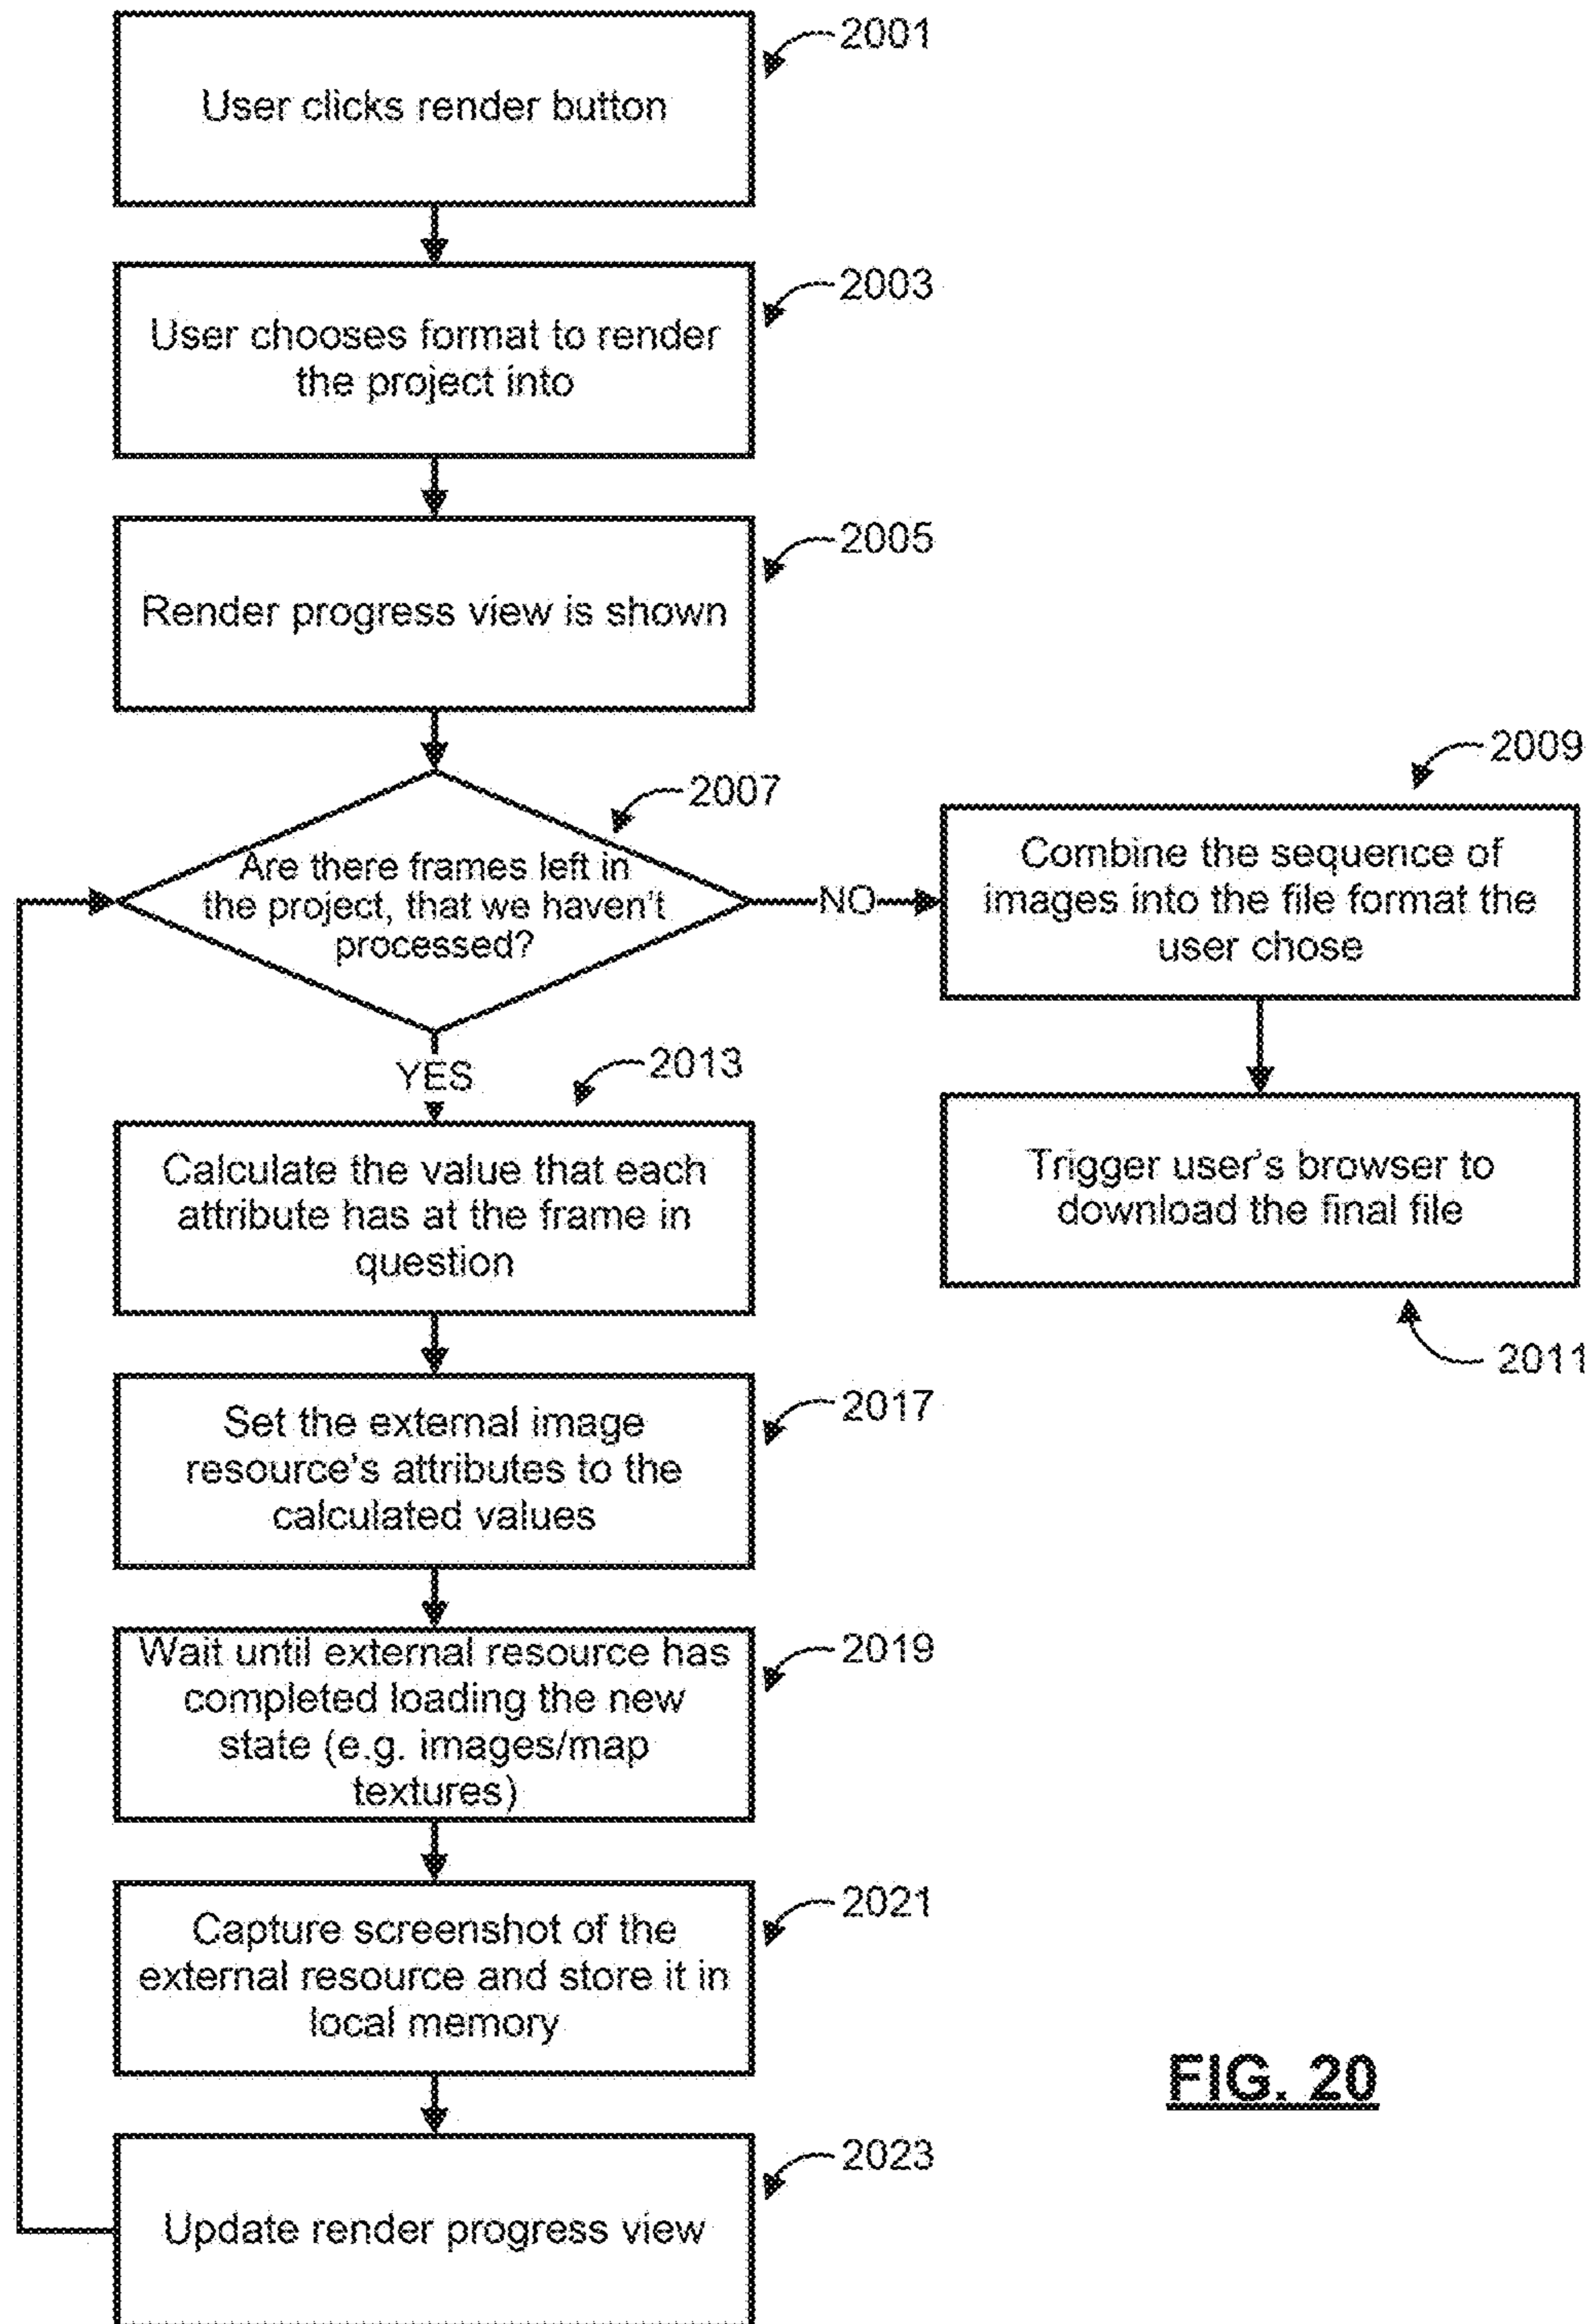 2001
User clicks render button
2003
User chooses format to render
the project into
2005
Render progress view is shown
2007
Are there frames left in
the project, that we haven't
processed?
NO
2009
Combine the sequence of
images into the file format the
user chose
YES
2013
Calculate the value that each
attribute has at the frame in
question
Trigger user's browser to
download the final file
2011
2017
Set the external image
resource's attributes to the
calculated values
2019
Wait until external resource has
completed loading the new
state (e.g. images/map
textures)
2021
Capture screenshot of the
external resource and store it in
local memory
FIG. 20
2023
Update render progress view